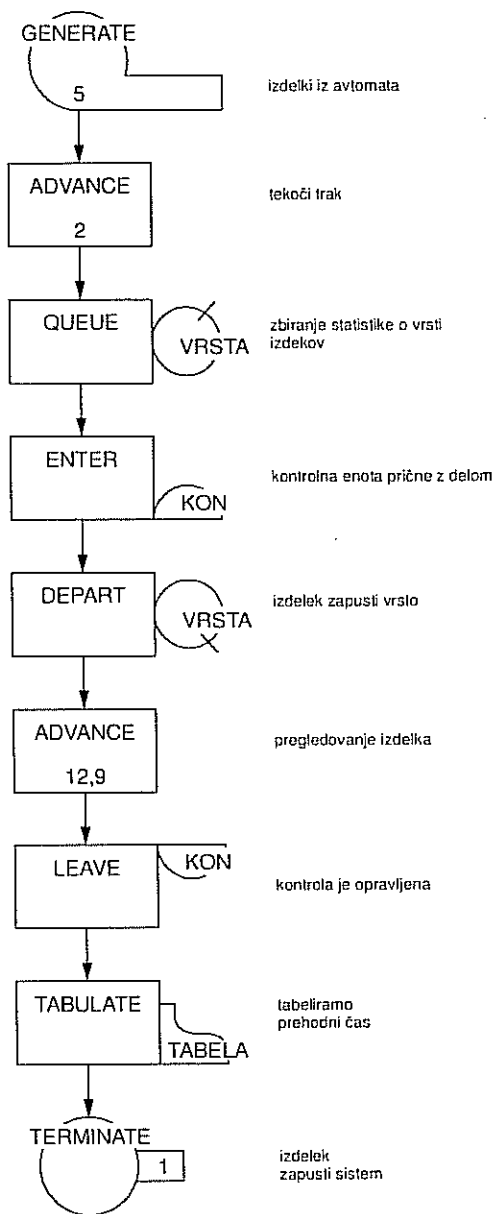 GENERATE
5
izdelki iz avtomata
ADVANCE
2
tekoči trak
QUEUE
VRSTA
zbiranje statistike o vrsti
izdekov
ENTER
KON
kontrolna enota prične z delom
DEPART
VRSTA
izdelek zapusti vrsto
ADVANCE
12,9
pregledovanje izdelka
LEAVE
KON
kontrola je opravljena
TABULATE
TABELA
tabeliramo
prehodni čas
TERMINATE
1
izdelek
zapusti sistem